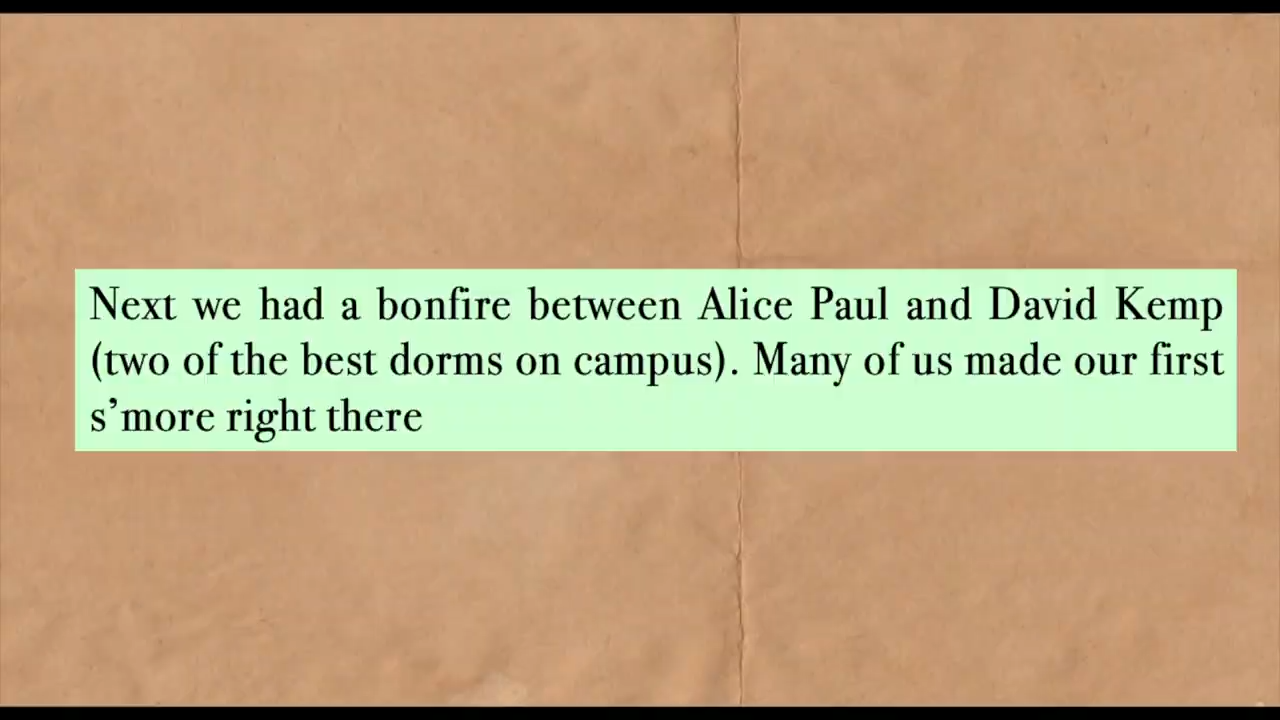 Next we had a bonfire between Alice Paul and David Kemp
(two of the best dorms on campus). Many of us made our first
s’more right there